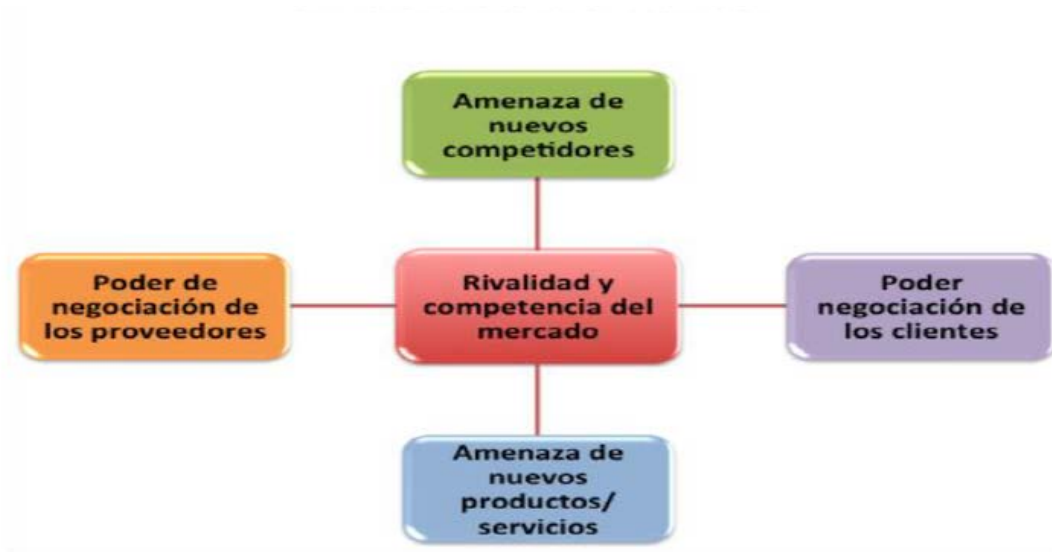 Amenaza de
nuevos
competidores
Poder de
negociación de
los proveedores
Rivalidad y
competencia del
mercado
Poder
negociación de
los clientes
Amenaza de
nuevos
productos/
servicios